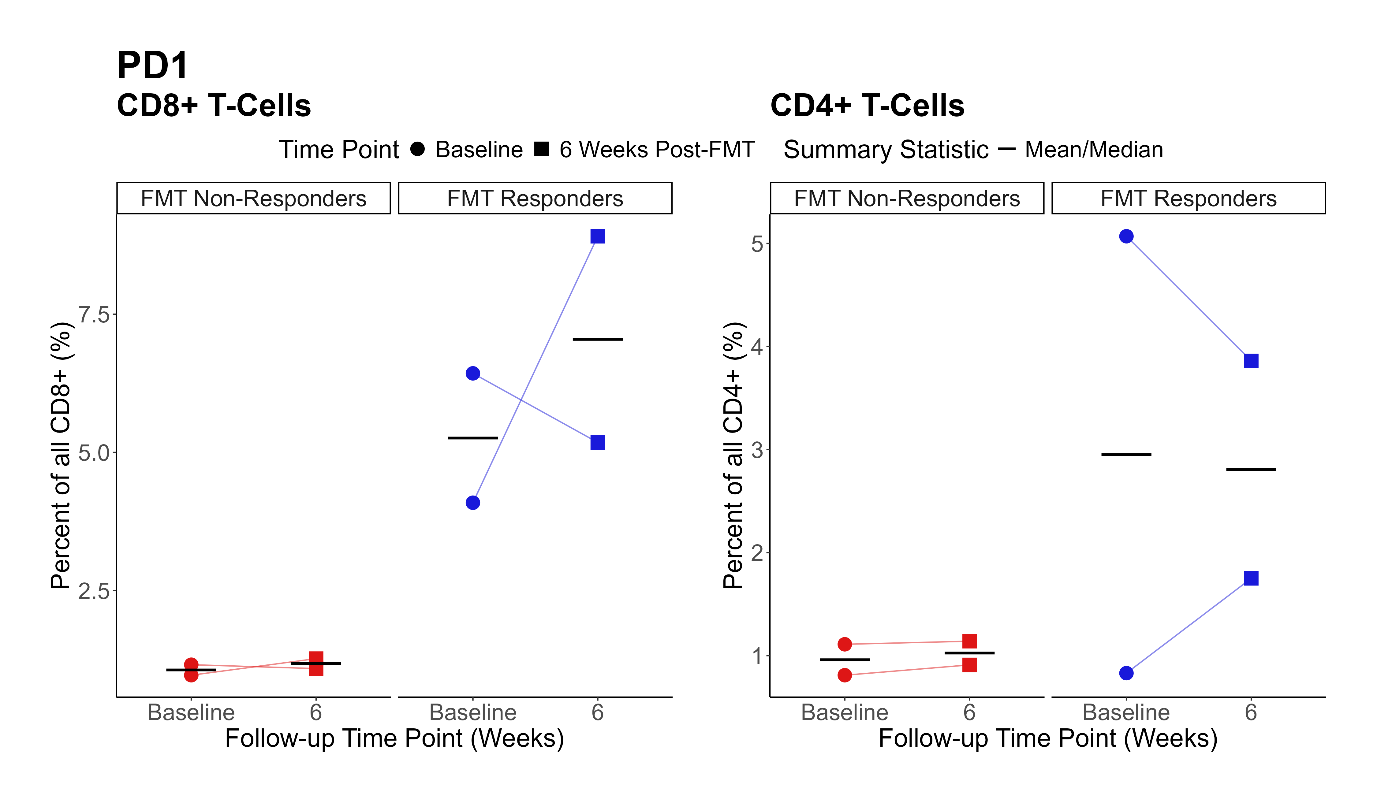 PD1
CD8+ T-Cells
CD4+ T-Cells
Time Point Baseline 6 Weeks Post-FMT Summary Statistic Mean/Median
FMT Non-Responders
FMT Responders
Percent of all CD8+ (%)
7.5
5.0
2.5
Baseline
6
Baseline
6
Follow-up Time Point (Weeks)
FMT Non-Responders
FMT Responders
Percent of all CD4+ (%)
5
4
3
2
1
Baseline
6
Baseline
6
Follow-up Time Point (Weeks)